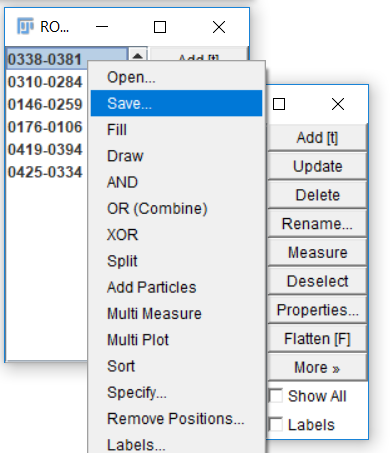 RO...
0338-0381
0310-0284
0146-0259
0176-0106
0419-0394
0425-0334
Add [t]
Open...
Save...
Fill
Draw
AND
OR (Combine)
XOR
Split
Add Particles
Multi Measure
Multi Plot
Sort
Specify...
Remove Positions...
Labels...
Add [t]
Update
Delete
Rename...
Measure
Deselect
Properties...
Flatten [F]
More »
Show All
Labels